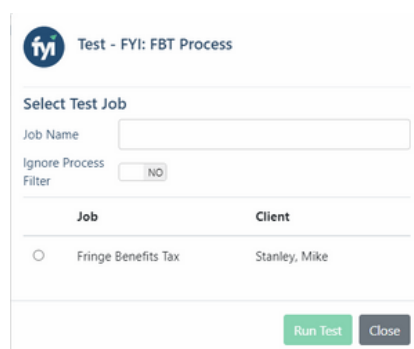 fyi
Test - FYI: FBT Process
Select Test Job
Job Name
Ignore Process
Filter
NO
Job Client
Fringe Benefits Tax Stanley, Mike
Run Test Close